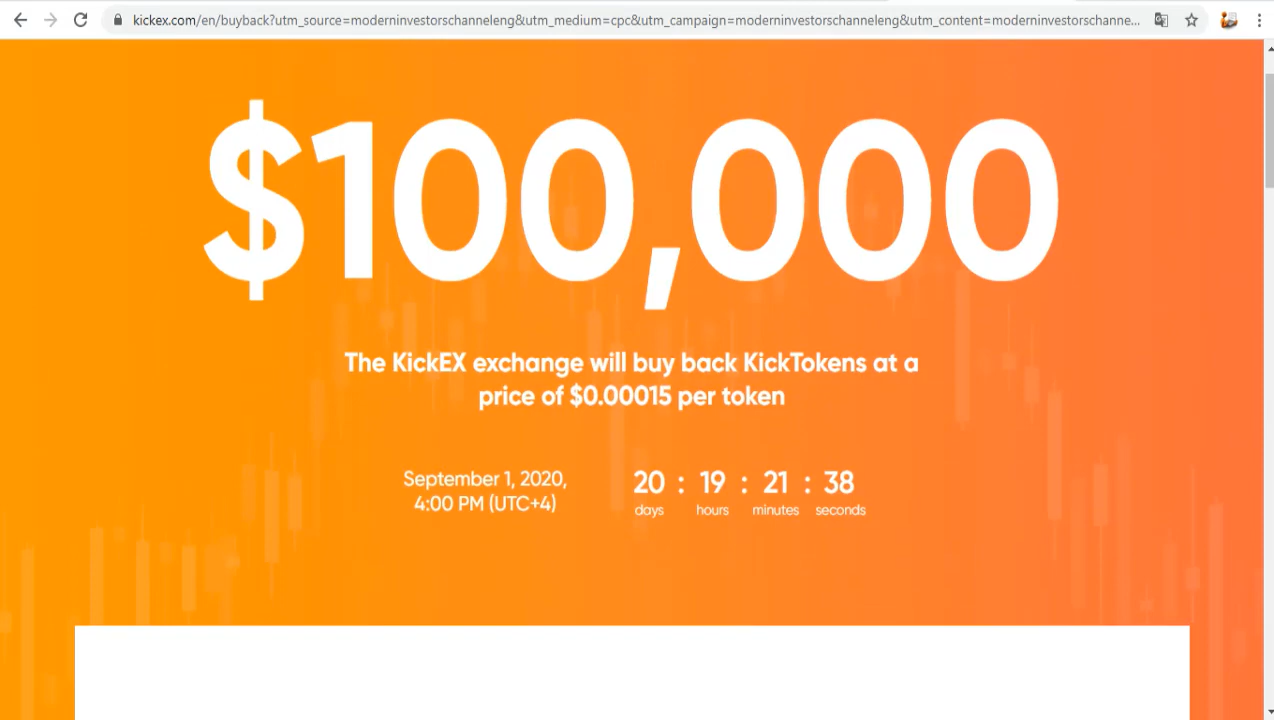 kickex.com/en/buyback?utm_source=moderninvestorschanneleng&utm_medium=cpc&utm_campaign=moderninvestorschanneleng&utm_content=moderninvestorschanne...
$100,000
The KickEX exchange will buy back KickTokens at a
price of $0.00015 per token
September 1, 2020,
4:00 PM (UTC+4)
20 : 19 : 21 : 38
days hours minutes seconds